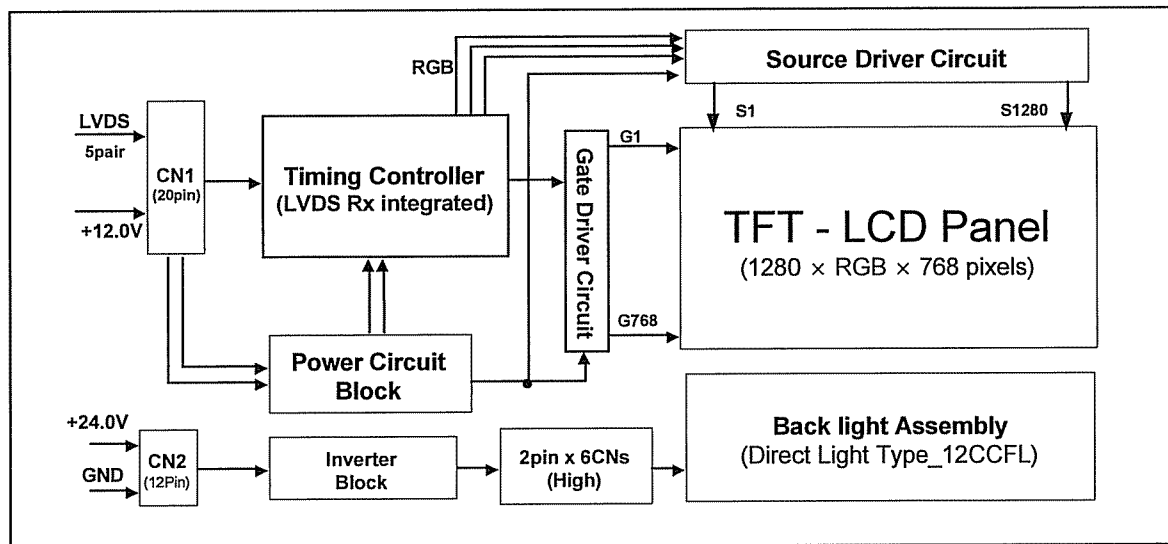 RGB
Source Driver Circuit
S1
S1280
LVDS
5pair
CN1
(20pin)
+12.0V
Timing Controller
(LVDS Rx integrated)
Gate Driver Circuit
G1
G768
TFT - LCD Panel
(1280 × RGB × 768 pixels)
Power Circuit
Block
+24.0V
GND
CN2
(12Pin)
Inverter
Block
2pin x 6CNs
(High)
Back light Assembly
(Direct Light Type_12CCFL)